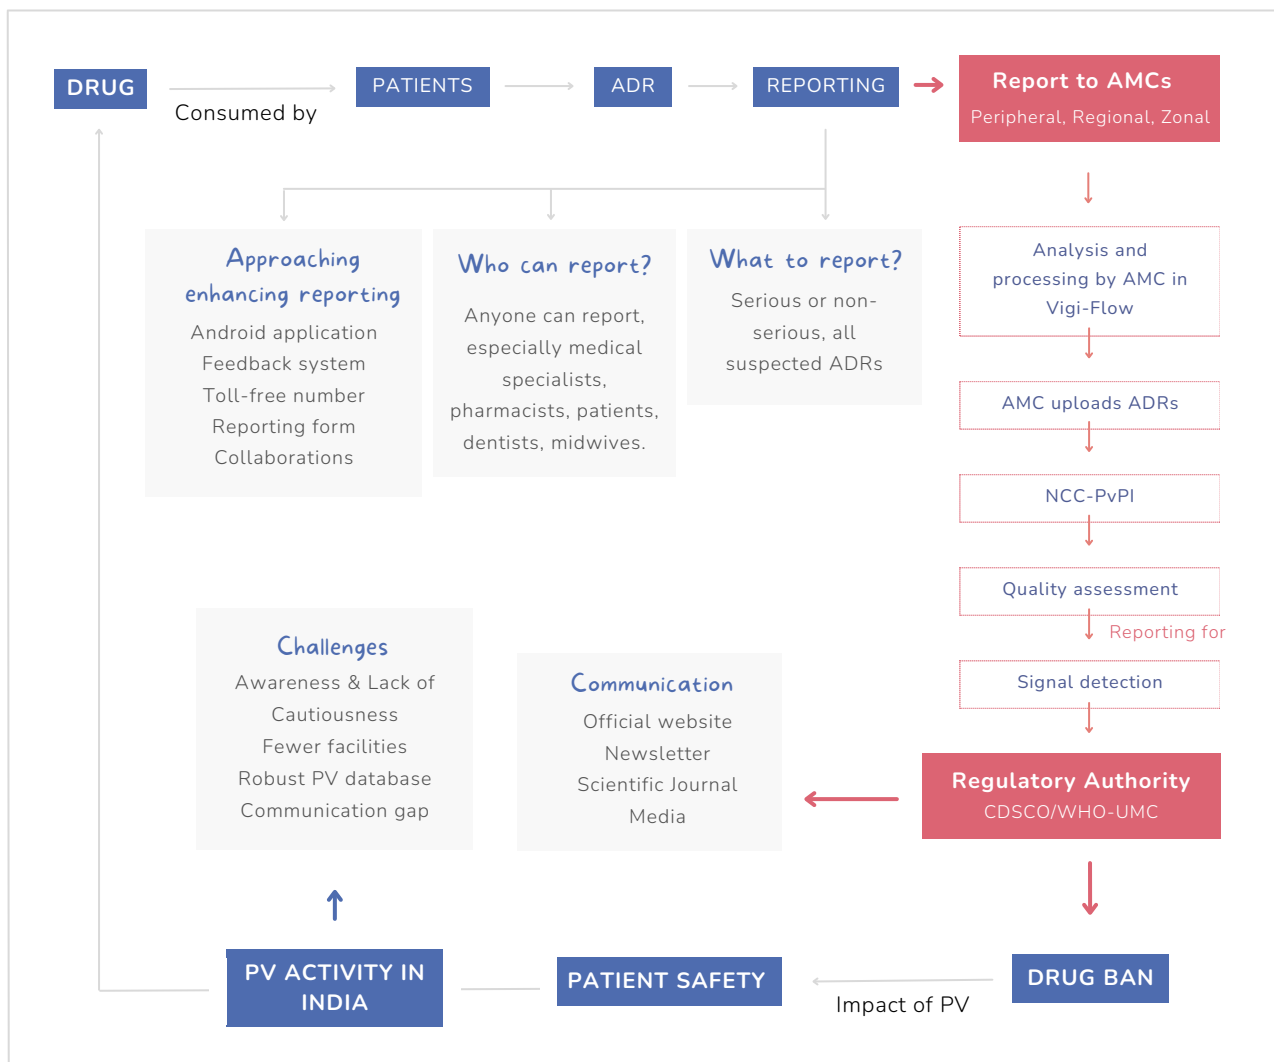 DRUG
Consumed by
PATIENTS
ADR
REPORTING
Report to AMCs
Peripheral, Regional, Zonal
Approaching
enhancing reporting
Android application
Feedback system
Toll-free number
Reporting form
Collaborations
Who can report?
Anyone can report,
especially medical
specialists,
pharmacists, patients,
dentists, midwives.
What to report?
Serious or non-
serious, all
suspected ADRs
Analysis and
processing by AMC in
Vigi-Flow
AMC uploads ADRs
NCC-PvPI
Quality assessment
Reporting for
Signal detection
Regulatory Authority
CDSCO/WHO-UMC
Communication
Official website
Newsletter
Scientific Journal
Media
Challenges
Awareness & Lack of
Cautiousness
Fewer facilities
Robust PV database
Communication gap
DRUG BAN
Impact of PV
PATIENT SAFETY
PV ACTIVITY IN
INDIA